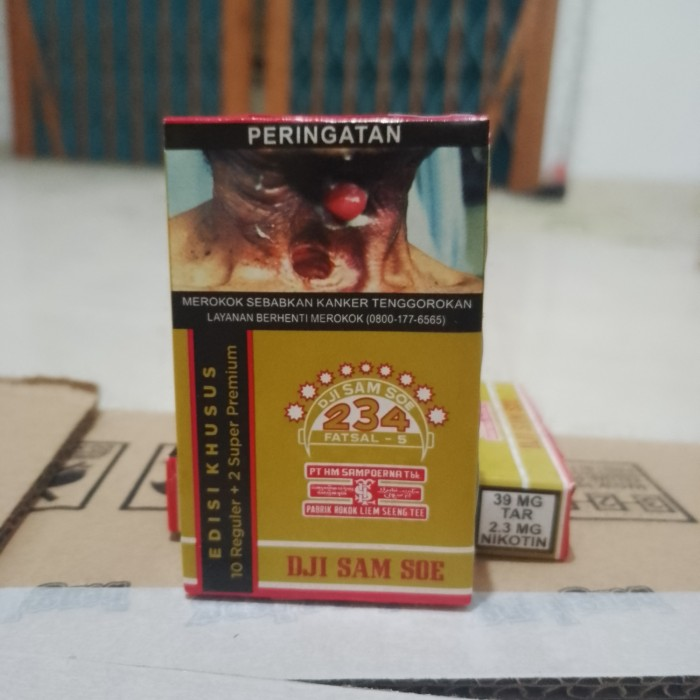 PERINGATAN
MEROKOK SEBABKAN KANKER TENGGOROKAN
LAYANAN BERHENTI MEROKOK (0800-177-6565)
EDISI KHUSUS
10 Reguler + 2 Super Premium
DJI SAM SOE
234
FATSAL - 5
PT HM SAMPOERNA Tbk
PABRIK ROKOK LIEM SEENG TEE
DJI SAM SOE
39 MG
TAR
2.3 MG
NIKOTIN